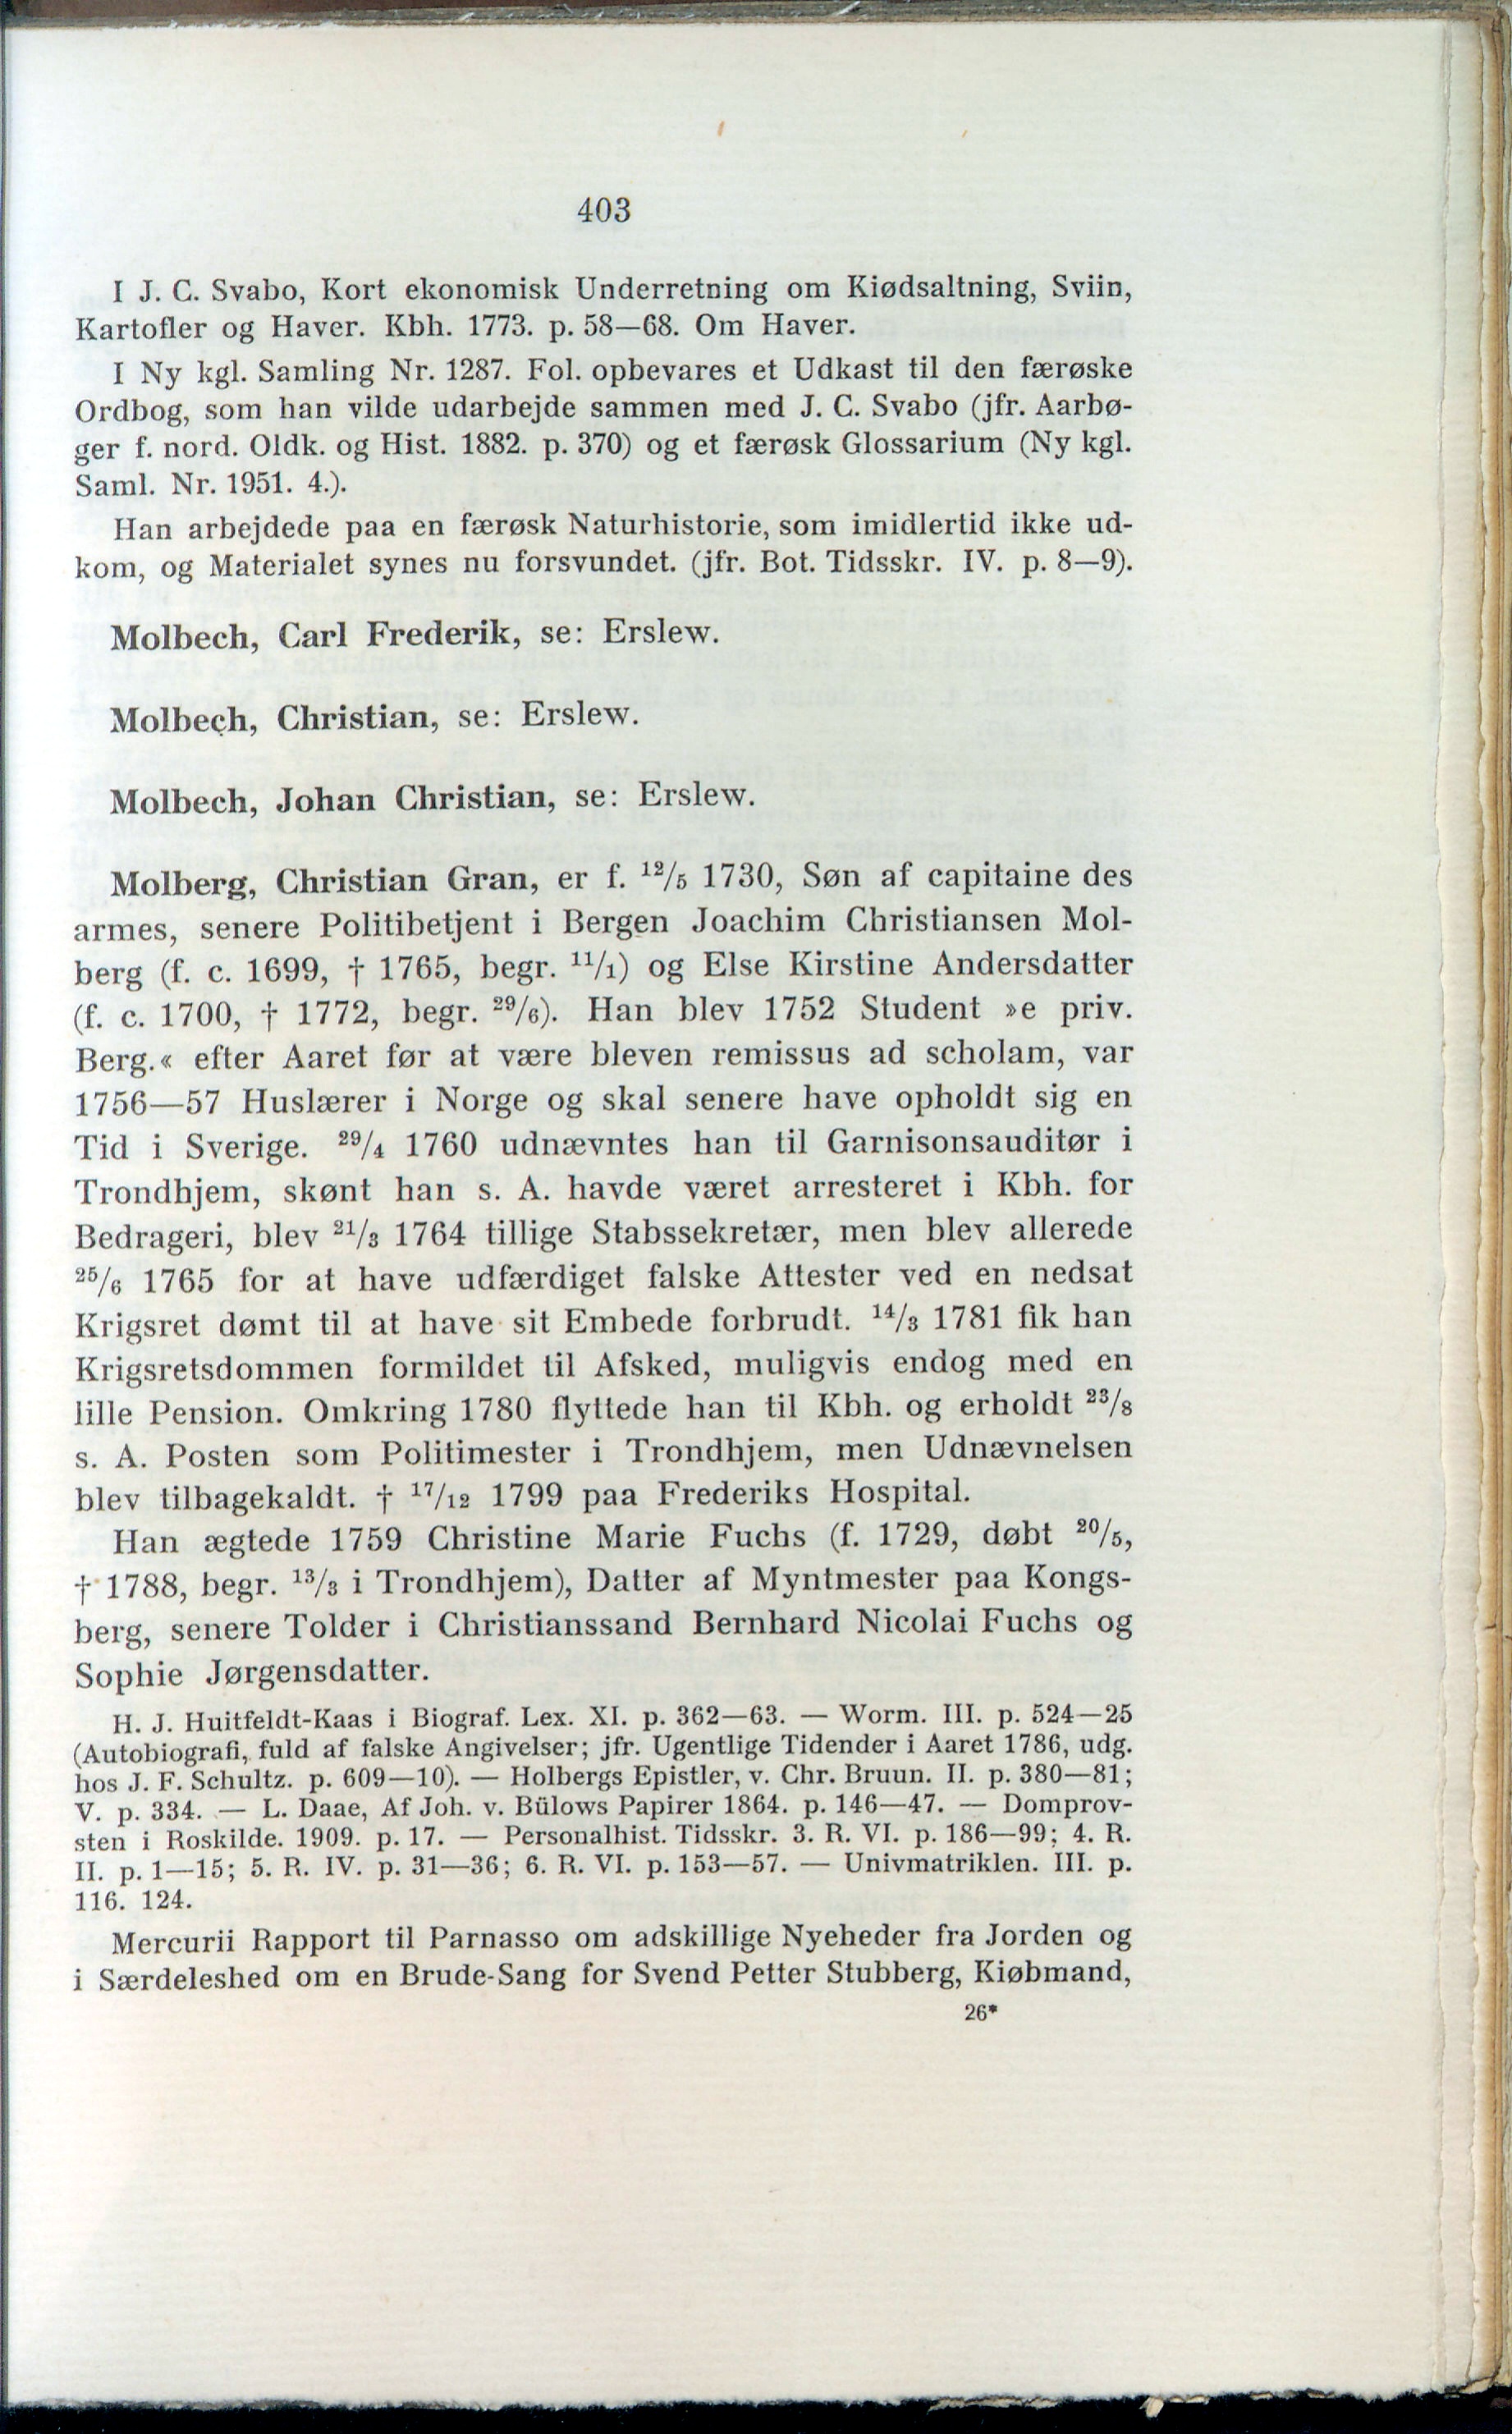 403
I J. C. Svabo, Kort ekonomisk Underretning om Kiødsaltning, Sviin,
Kartofler og Haver. Kbh. 1773. p. 58—68. Om Haver.
I Ny kgl. Samling Nr. 1287. Fol. opbevares et Udkast til den færøske
Ordbog, som han vilde udarbejde sammen med J. C. Svabo (jfr. Aarbø-
ger f. nord. Oldk. og Hist. 1882. p. 370) og et færøsk Glossarium (Ny kgl.
Saml. Nr. 1951. 4.).
Han arbejdede paa en færøsk Naturhistorie, som imidlertid ikke ud-
kom, og Materialet synes nu forsvundet. (jfr. Bot. Tidsskr. IV. p. 8—9).
Molbech, Carl Frederik, se: Erslew.
Molbech, Christian, se: Erslew.
Molbech, Johan Christian, se: Erslew.
Molberg, Christian Gran, er f. ¹²/₅ 1730, Søn af capitaine des
armes, senere Politibetjent i Bergen Joachim Christiansen Mol-
berg (f. c. 1699, † 1765, begr. ¹¹/₁) og Else Kirstine Andersdatter
(f. c. 1700, † 1772, begr. ²⁹/₆). Han blev 1752 Student »e priv.
Berg.« efter Aaret før at være bleven remissus ad scholam, var
1756—57 Huslærer i Norge og skal senere have opholdt sig en
Tid i Sverige. ²⁹/₄ 1760 udnævntes han til Garnisonsauditør i
Trondhjem, skønt han s. A. havde været arresteret i Kbh. for
Bedrageri, blev ²¹/₃ 1764 tillige Stabssekretær, men blev allerede
²⁵/₆ 1765 for at have udfærdiget falske Attester ved en nedsat
Krigsret dømt til at have sit Embede forbrudt. ¹⁴/₃ 1781 fik han
Krigsretsdommen formildet til Afsked, muligvis endog med en
lille Pension. Omkring 1780 flyttede han til Kbh. og erholdt ²³/₈
s. A. Posten som Politimester i Trondhjem, men Udnævnelsen
blev tilbagekaldt. † ¹⁷/₁₂ 1799 paa Frederiks Hospital.
Han ægtede 1759 Christine Marie Fuchs (f. 1729, døbt ²⁰/₅,
† 1788, begr. ¹³/₃ i Trondhjem), Datter af Myntmester paa Kongs-
berg, senere Tolder i Christianssand Bernhard Nicolai Fuchs og
Sophie Jørgensdatter.
H. J. Huitfeldt-Kaas i Biograf. Lex. XI. p. 362—63. — Worm. III. p. 524—25
(Autobiografi, fuld af falske Angivelser; jfr. Ugentlige Tidender i Aaret 1786, udg.
hos J. F. Schultz. p. 609—10). — Holbergs Epistler, v. Chr. Bruun. II. p. 380—81;
V. p. 334. — L. Daae, Af Joh. v. Bülows Papirer 1864. p. 146—47. — Domprov-
sten i Roskilde. 1909. p. 17. — Personalhist. Tidsskr. 3. R. VI. p. 186—99; 4. R.
II. p. 1—15; 5. R. IV. p. 31—36; 6. R. VI. p. 153—57. — Univmatriklen. III. p.
116. 124.
Mercurii Rapport til Parnasso om adskillige Nyeheder fra Jorden og
i Særdeleshed om en Brude-Sang for Svend Petter Stubberg, Kiøbmand,
26*